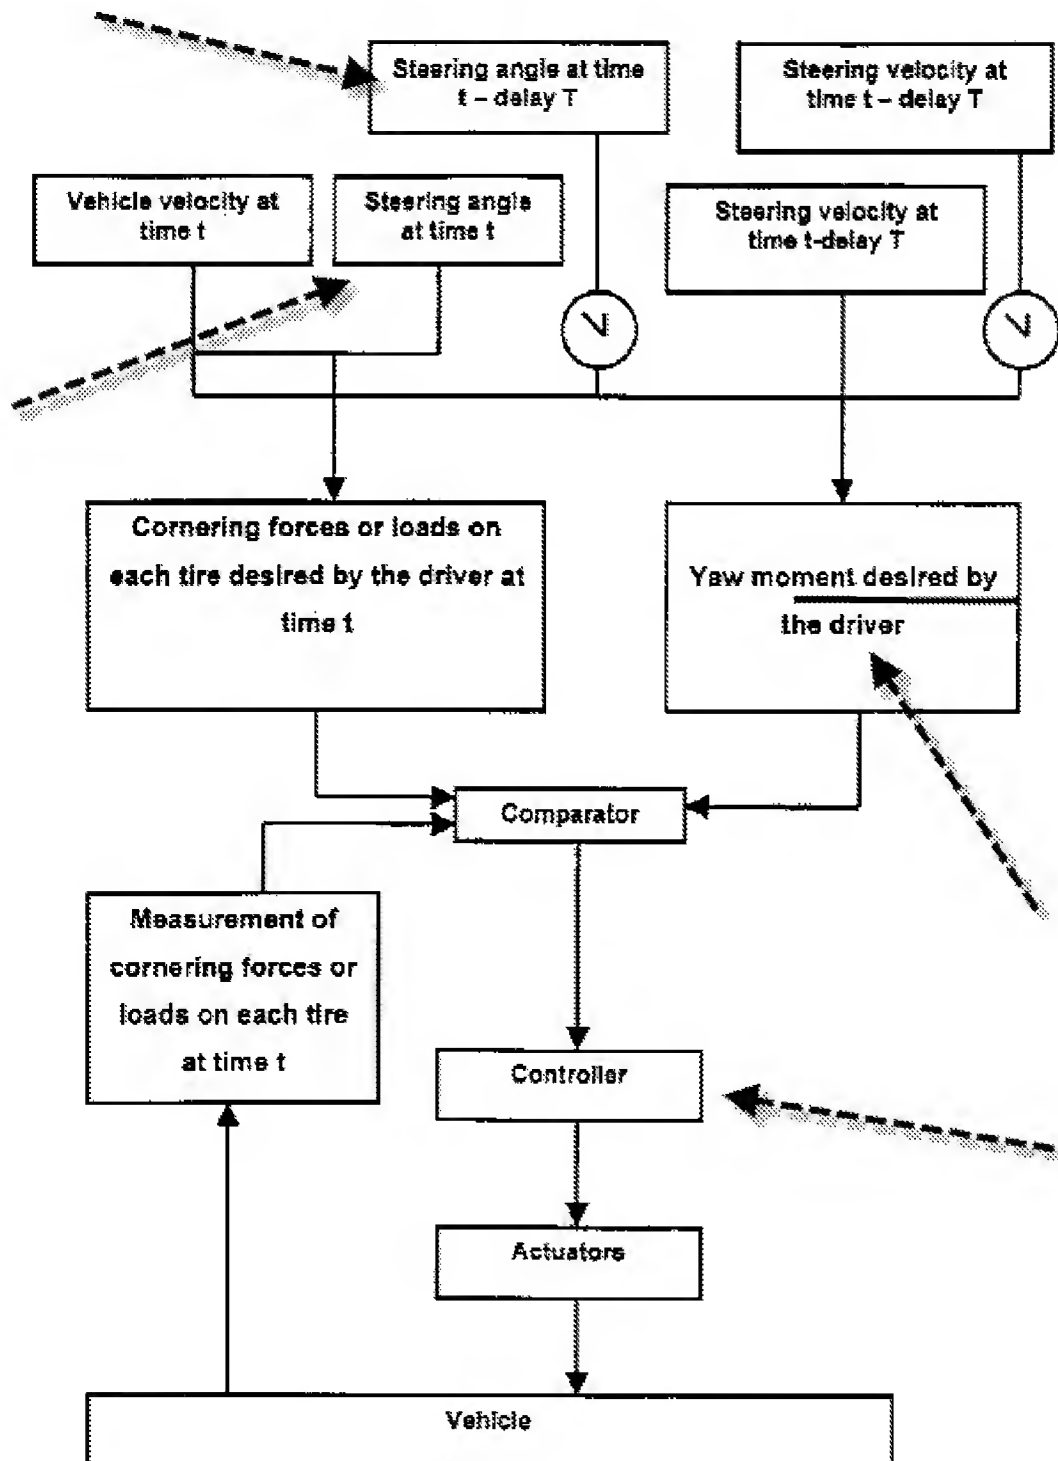 Steering angle at time
t – delay T
Steering velocity at
time t – delay T
Vehicle velocity at
time t
Steering angle
at time t
Steering velocity at
time t-delay T
V
V
Cornering forces or loads on
each tire desired by the driver at
time t
Yaw moment desired by
the driver
Comparator
Measurement of
cornering forces or
loads on each tire
at time t
Controller
Actuators
Vehicle